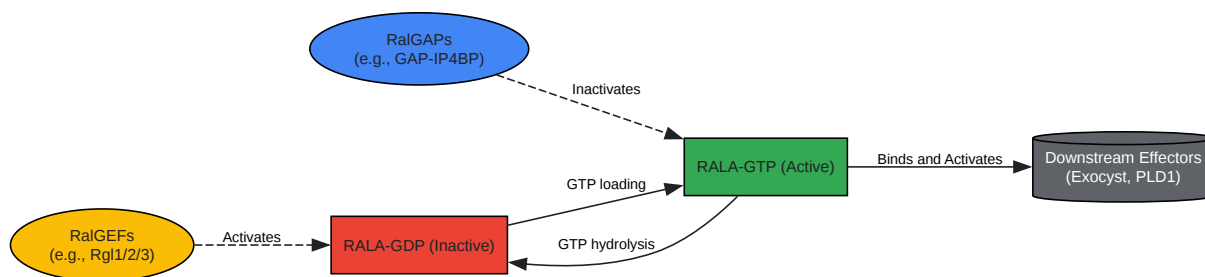 RalGAPs
(e.g., GAP-IP4BP)
Inactivates
RALA-GTP (Active)
Binds and Activates
Downstream Effectors
(Exocyst, PLD1)
GTP loading
RalGEFs
(e.g., Rgl1/2/3)
Activates
RALA-GDP (Inactive)
GTP hydrolysis